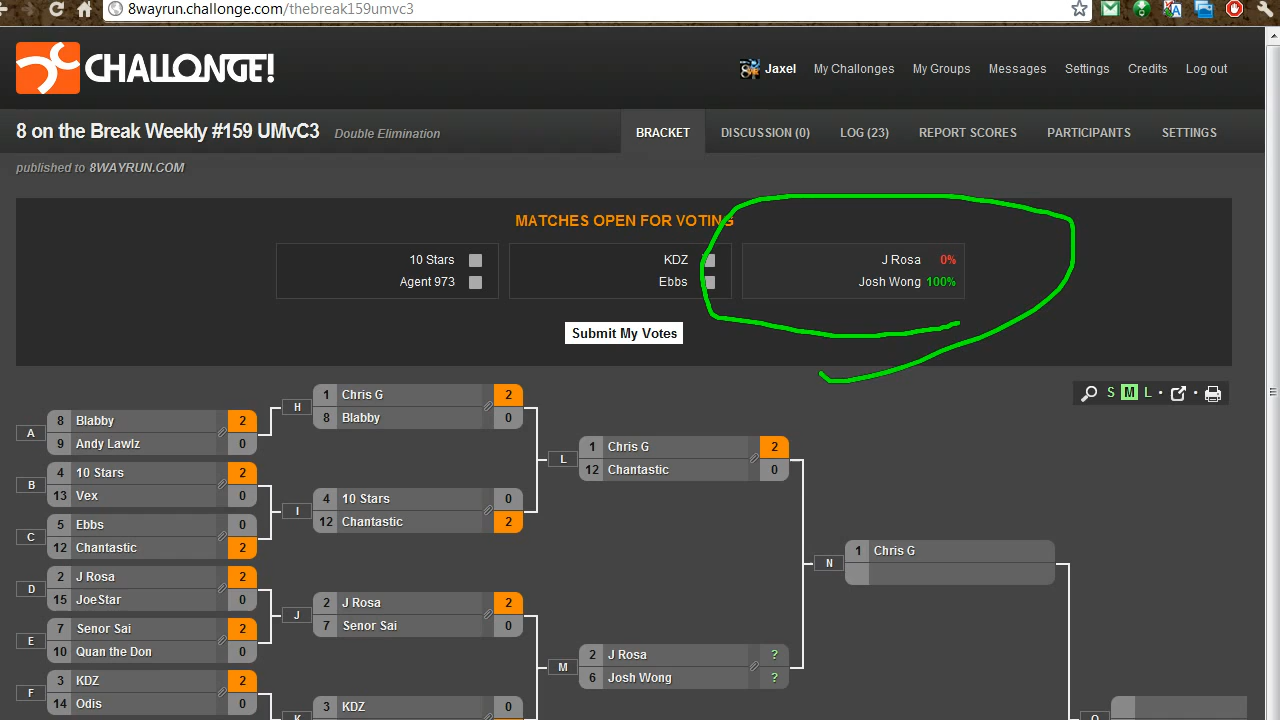 8wayrun.challonge.com/thebreak159umvc3
CHALLONGE!
Jaxel My Challonges My Groups Messages Settings Credits Log out
8 on the Break Weekly #159 UMvC3 Double Elimination
BRACKET DISCUSSION (0) LOG (23) REPORT SCORES PARTICIPANTS SETTINGS
published to 8WAYRUN.COM
MATCHES OPEN FOR VOTING
10 Stars
Agent 973
KDZ
Ebbs
J Rosa 0%
Josh Wong 100%
Submit My Votes
S M L
A
8 Blabby 2
9 Andy Lawlz 0
B
4 10 Stars 2
13 Vex 0
C
5 Ebbs 0
12 Chantastic 2
D
2 J Rosa 2
15 JoeStar 0
E
7 Senor Sai 2
10 Quan the Don 0
F
3 KDZ 2
14 Odis 0
H
1 Chris G 2
8 Blabby 0
I
4 10 Stars 0
12 Chantastic 2
J
2 J Rosa 2
7 Senor Sai 0
K
3 KDZ 0
L
1 Chris G 2
12 Chantastic 0
M
2 J Rosa ?
6 Josh Wong ?
N
1 Chris G